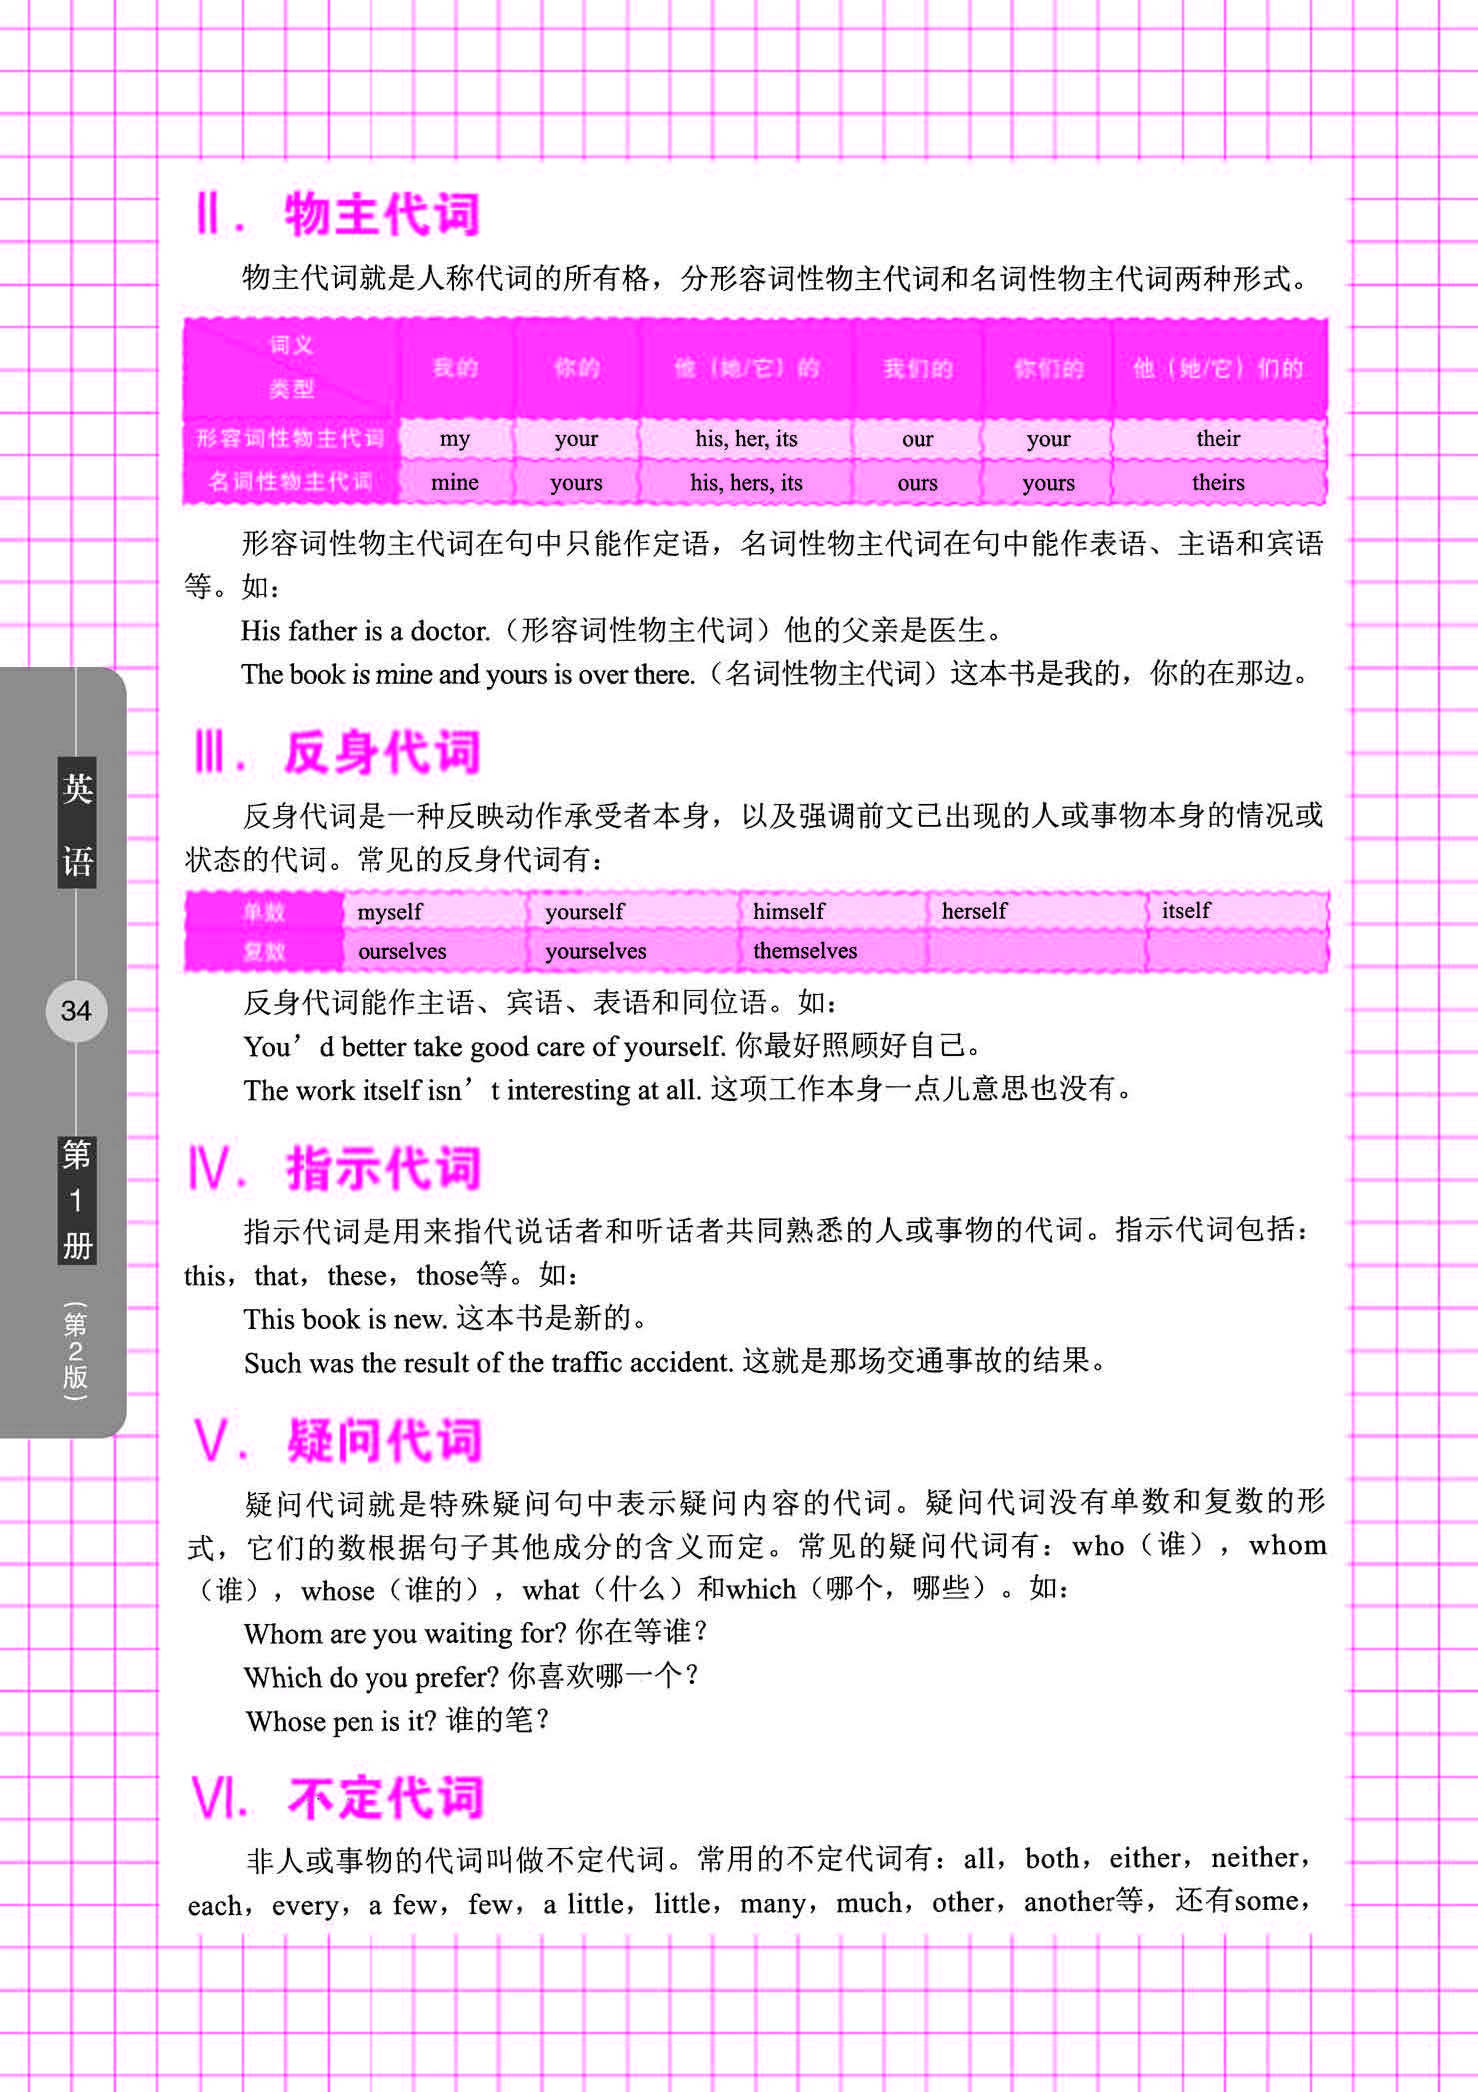 Ⅱ. 物主代词
物主代词就是人称代词的所有格，分形容词性物主代词和名词性物主代词两种形式。
词义
类型
我的 你的 他（她/它）的 我们的 你们的 他（她/它）们的
形容词性物主代词 my your his, her, its our your their
名词性物主代词 mine yours his, hers, its ours yours theirs
形容词性物主代词在句中只能作定语，名词性物主代词在句中能作表语、主语和宾语
等。如：
His father is a doctor.（形容词性物主代词）他的父亲是医生。
The book is mine and yours is over there.（名词性物主代词）这本书是我的，你的在那边。
Ⅲ. 反身代词
反身代词是一种反映动作承受者本身，以及强调前文已出现的人或事物本身的情况或
状态的代词。常见的反身代词有：
单数 myself yourself himself herself itself
复数 ourselves yourselves themselves
反身代词能作主语、宾语、表语和同位语。如：
You’d better take good care of yourself. 你最好照顾好自己。
The work itself isn’t interesting at all. 这项工作本身一点儿意思也没有。
Ⅳ. 指示代词
指示代词是用来指代说话者和听话者共同熟悉的人或事物的代词。指示代词包括：
this，that，these，those等。如：
This book is new. 这本书是新的。
Such was the result of the traffic accident. 这就是那场交通事故的结果。
Ⅴ. 疑问代词
疑问代词就是特殊疑问句中表示疑问内容的代词。疑问代词没有单数和复数的形
式，它们的数根据句子其他成分的含义而定。常见的疑问代词有：who（谁），whom
（谁），whose（谁的），what（什么）和which（哪个，哪些）。如：
Whom are you waiting for? 你在等谁？
Which do you prefer? 你喜欢哪一个？
Whose pen is it? 谁的笔？
Ⅵ. 不定代词
非人或事物的代词叫做不定代词。常用的不定代词有：all，both，either，neither，
each，every，a few，few，a little，little，many，much，other，another等，还有some，
英语
34
第1册
（第2版）